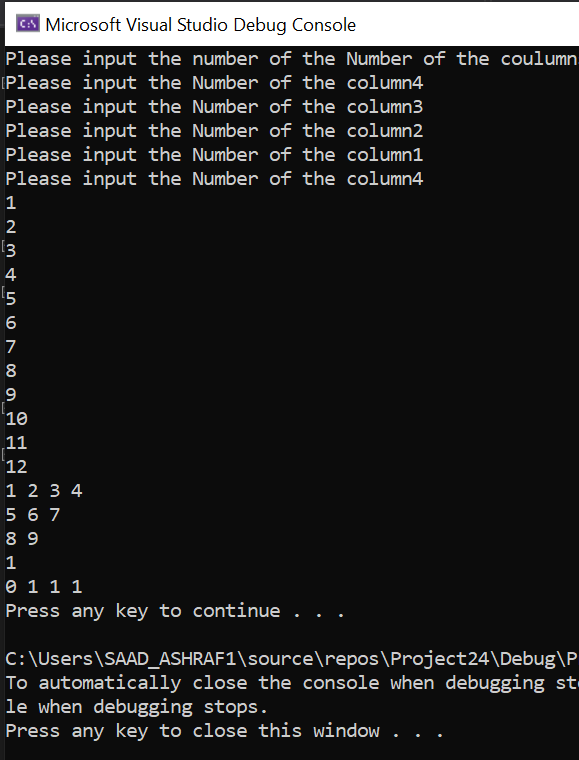 Microsoft Visual Studio Debug Console
Please input the number of the Number of the coulumn
Please input the Number of the column4
Please input the Number of the column3
Please input the Number of the column2
Please input the Number of the column1
Please input the Number of the column4
1
2
3
4
5
6
7
8
9
10
11
12
1 2 3 4
5 6 7
8 9
1
0 1 1 1
Press any key to continue . . .
C:\Users\SAAD_ASHRAF1\source\repos\Project24\Debug\P
To automatically close the console when debugging sto
le when debugging stops.
Press any key to close this window . . .